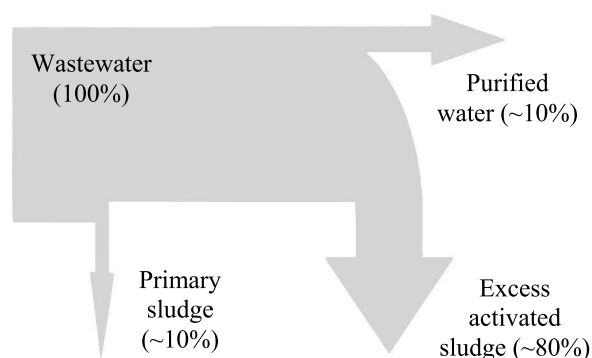 Wastewater
(100%)
Purified
water (~10%)
Primary
sludge
(~10%)
Excess
activated
sludge (~80%)